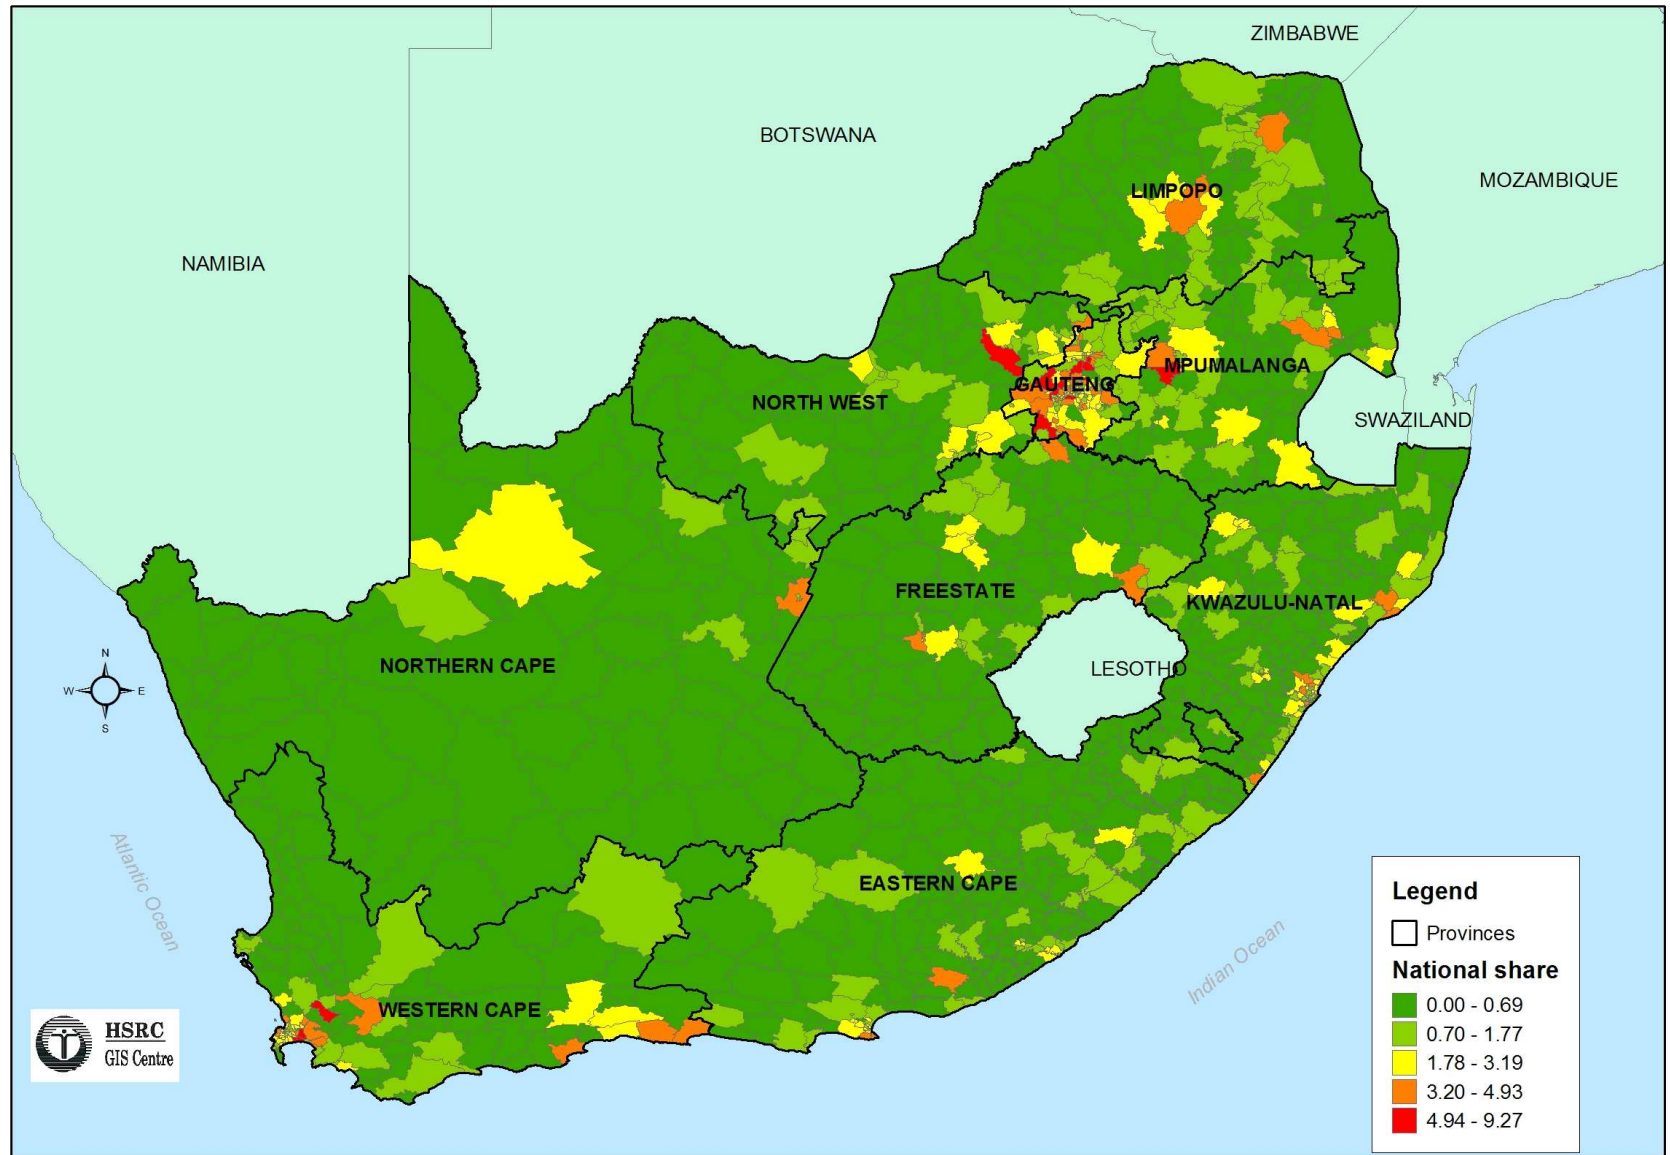 ZIMBABWE
BOTSWANA
MOZAMBIQUE
LIMPOPO
NAMIBIA
MPUMALANGA
GAUTENG
NORTH WEST
SWAZILAND
FREESTATE
KWAZULU-NATAL
NORTHERN CAPE
LESOTHO
N
W E
S
EASTERN CAPE
Atlantic Ocean
Indian Ocean
WESTERN CAPE
HSRC
GIS Centre
Legend
Provinces
National share
0.00 - 0.69
0.70 - 1.77
1.78 - 3.19
3.20 - 4.93
4.94 - 9.27